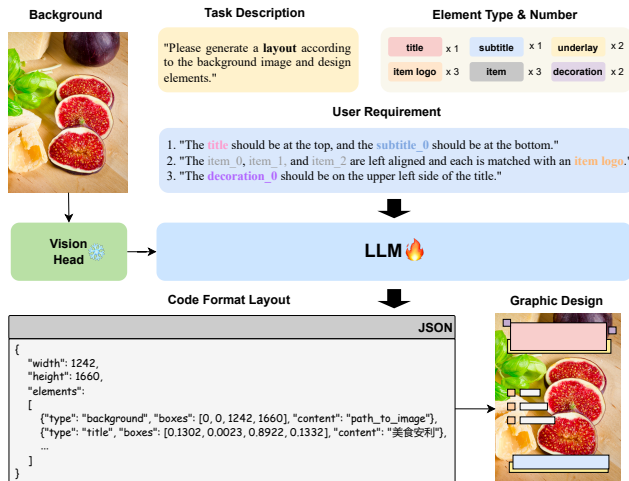 Background
Task Description
Element Type & Number
"Please generate a layout according
to the background image and design
elements."
title x 1 subtitle x 1 underlay x 2
item logo x 3 item x 3 decoration x 2
User Requirement
1. "The title should be at the top, and the subtitle_0 should be at the bottom."
2. "The item_0, item_1, and item_2 are left aligned and each is matched with an item logo."
3. "The decoration_0 should be on the upper left side of the title."
Vision
Head
LLM
Code Format Layout
Graphic Design
JSON
{
"width": 1242,
"height": 1660,
"elements":
[
{"type": "background", "boxes": [0, 0, 1242, 1660], "content": "path_to_image"},
{"type": "title", "boxes": [0.1302, 0.0023, 0.8922, 0.1332], "content": "美食安利"},
...
]
}